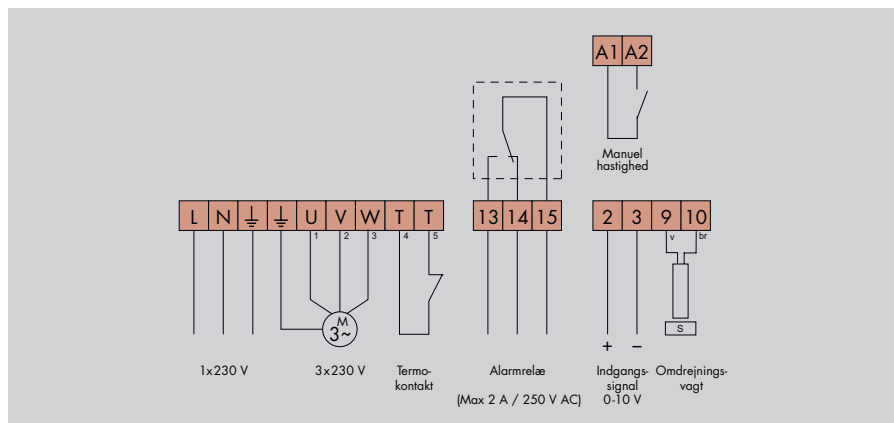 A1 A2
Manuel
hastighed
L N U V W T T 13 14 15 2 3 9 10
1 2 3 4 5 v br
M
3~
S
+ −
1x230 V 3x230 V Termo-
kontakt Alarmrelæ Indgangs-
signal
0-10 V Omdrejnings-
vagt
(Max 2 A / 250 V AC)